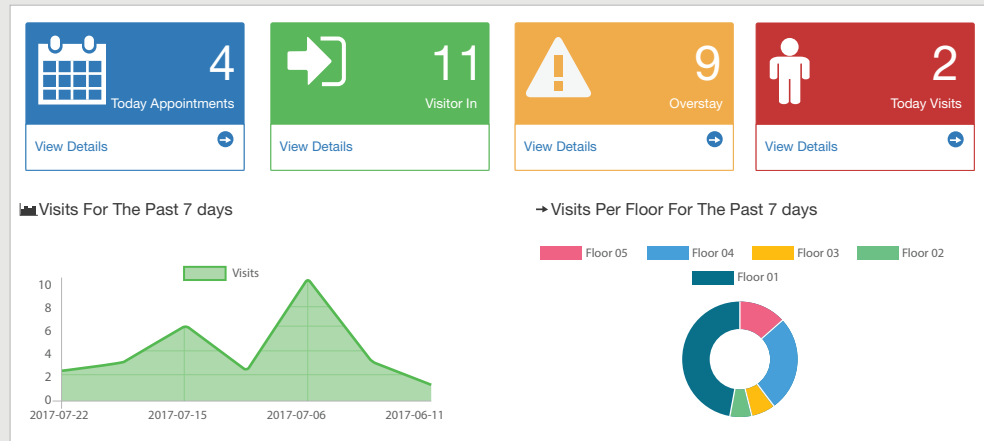 4
Today Appointments
View Details
11
Visitor In
View Details
9
Overstay
View Details
2
Today Visits
View Details
Visits For The Past 7 days
Visits
10
8
6
4
2
0
2017-07-22 2017-07-15 2017-07-06 2017-06-11
Visits Per Floor For The Past 7 days
Floor 05 Floor 04 Floor 03 Floor 02
Floor 01